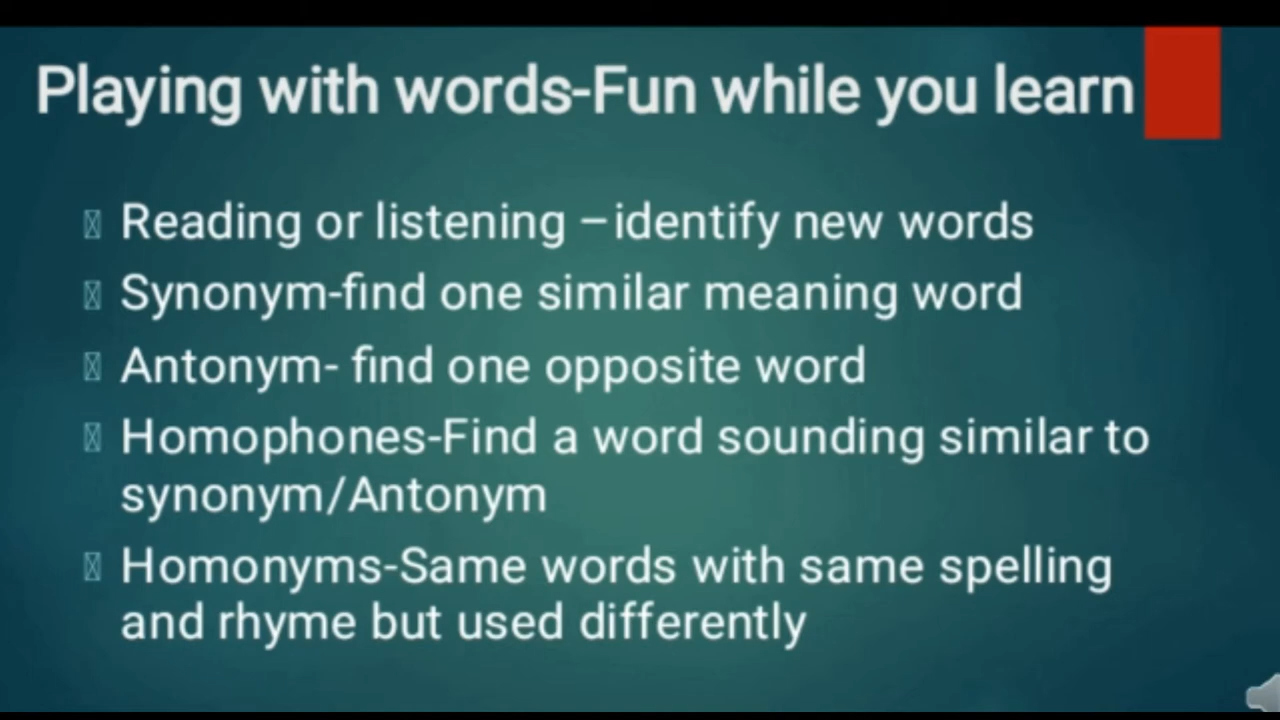 Playing with words-Fun while you learn
Reading or listening –identify new words
Synonym-find one similar meaning word
Antonym- find one opposite word
Homophones-Find a word sounding similar to
synonym/Antonym
Homonyms-Same words with same spelling
and rhyme but used differently